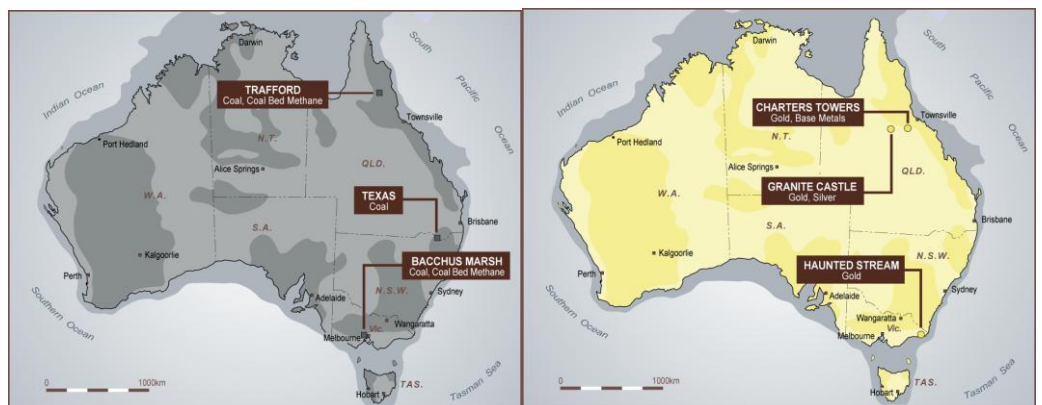 Darwin
South
Pacific
Ocean
Indian Ocean
TRAFFORD
Coal, Coal Bed Methane
Townsville
N.T.
Port Hedland
Alice Springs
QLD.
W.A.
TEXAS
Coal
S.A.
Brisbane
Kalgoorlie
BACCHUS MARSH
Coal, Coal Bed Methane
Perth
N.S.W.
Adelaide
Sydney
Southern Ocean
Wangaratta
Vic.
Melbourne
0
1000km
TAS.
Hobart
Tasman Sea
Darwin
South
Pacific
Ocean
Indian Ocean
CHARTERS TOWERS
Gold, Base Metals
Townsville
N.T.
Port Hedland
Alice Springs
QLD.
GRANITE CASTLE
Gold, Silver
W.A.
S.A.
Brisbane
Kalgoorlie
N.S.W.
HAUNTED STREAM
Gold
Perth
Adelaide
Sydney
Southern Ocean
Wangaratta
Vic.
Melbourne
0
1000km
TAS.
Hobart
Tasman Sea